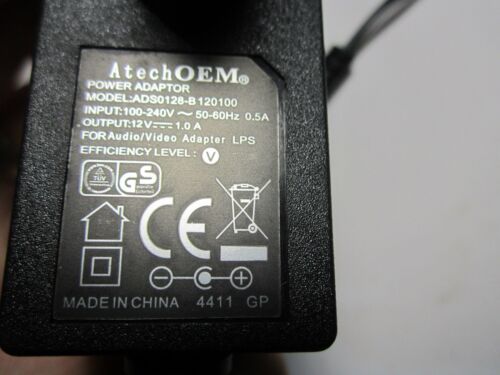 AtechOEM®
POWER ADAPTOR
MODEL:ADS0128-B 120100
INPUT:100-240V ~ 50-60Hz 0.5A
OUTPUT:12V⎓1.0 A
FOR Audio/Video Adapter LPS
EFFICIENCY LEVEL: V
TUV GS
CE
- +
MADE IN CHINA 4411 GP